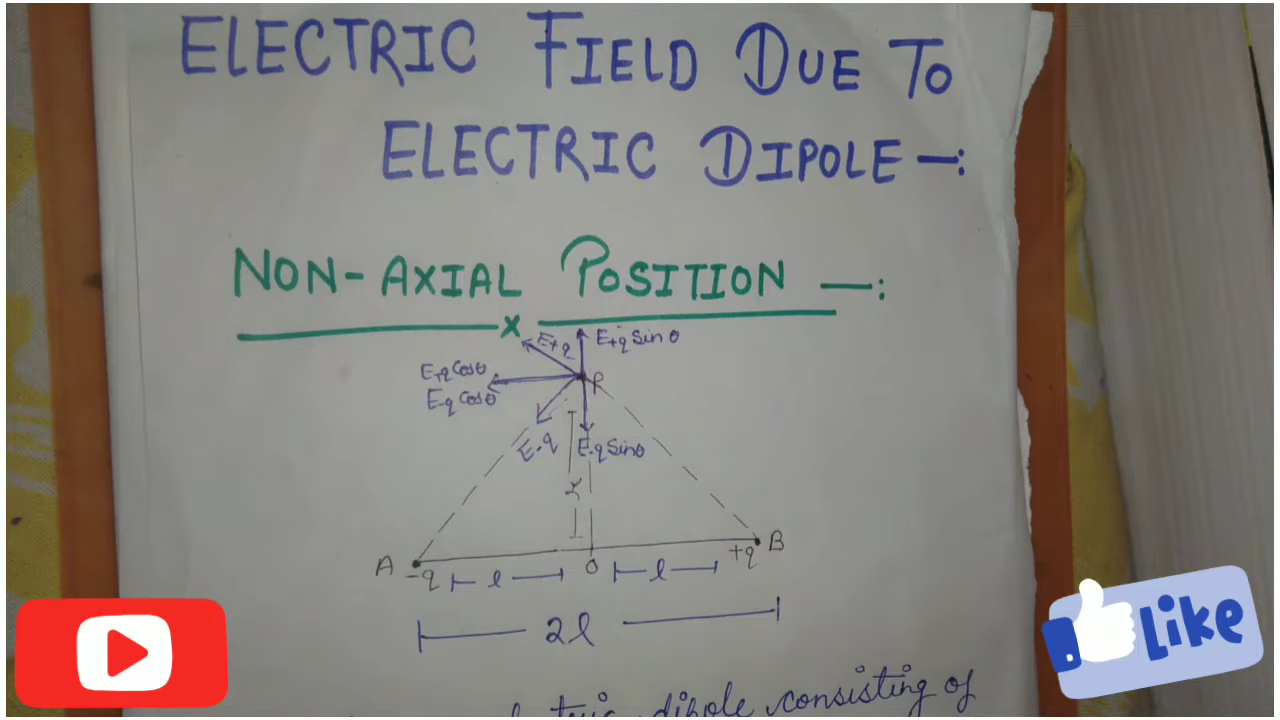 ELECTRIC FIELD DUE TO
ELECTRIC DIPOLE -:
NON-AXIAL POSITION -:
x
E+q E+q Sin θ
E+q Cosθ
E-q Cosθ
P
E-q E-q Sinθ
r
A -q l O l +q B
2l
dipole consisting of
Like